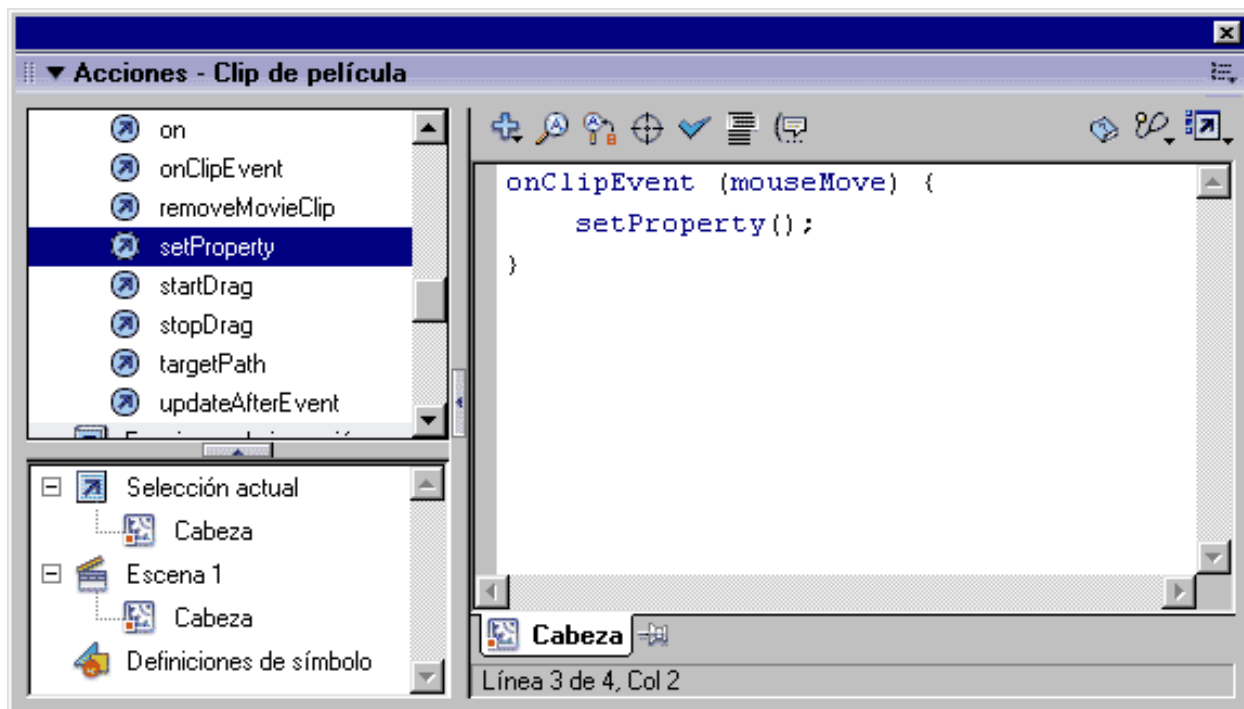 Acciones - Clip de película
on
onClipEvent
removeMovieClip
setProperty
startDrag
stopDrag
targetPath
updateAfterEvent
Selección actual
Cabeza
Escena 1
Cabeza
Definiciones de símbolo
onClipEvent (mouseMove) {
setProperty();
}
Cabeza
Línea 3 de 4, Col 2